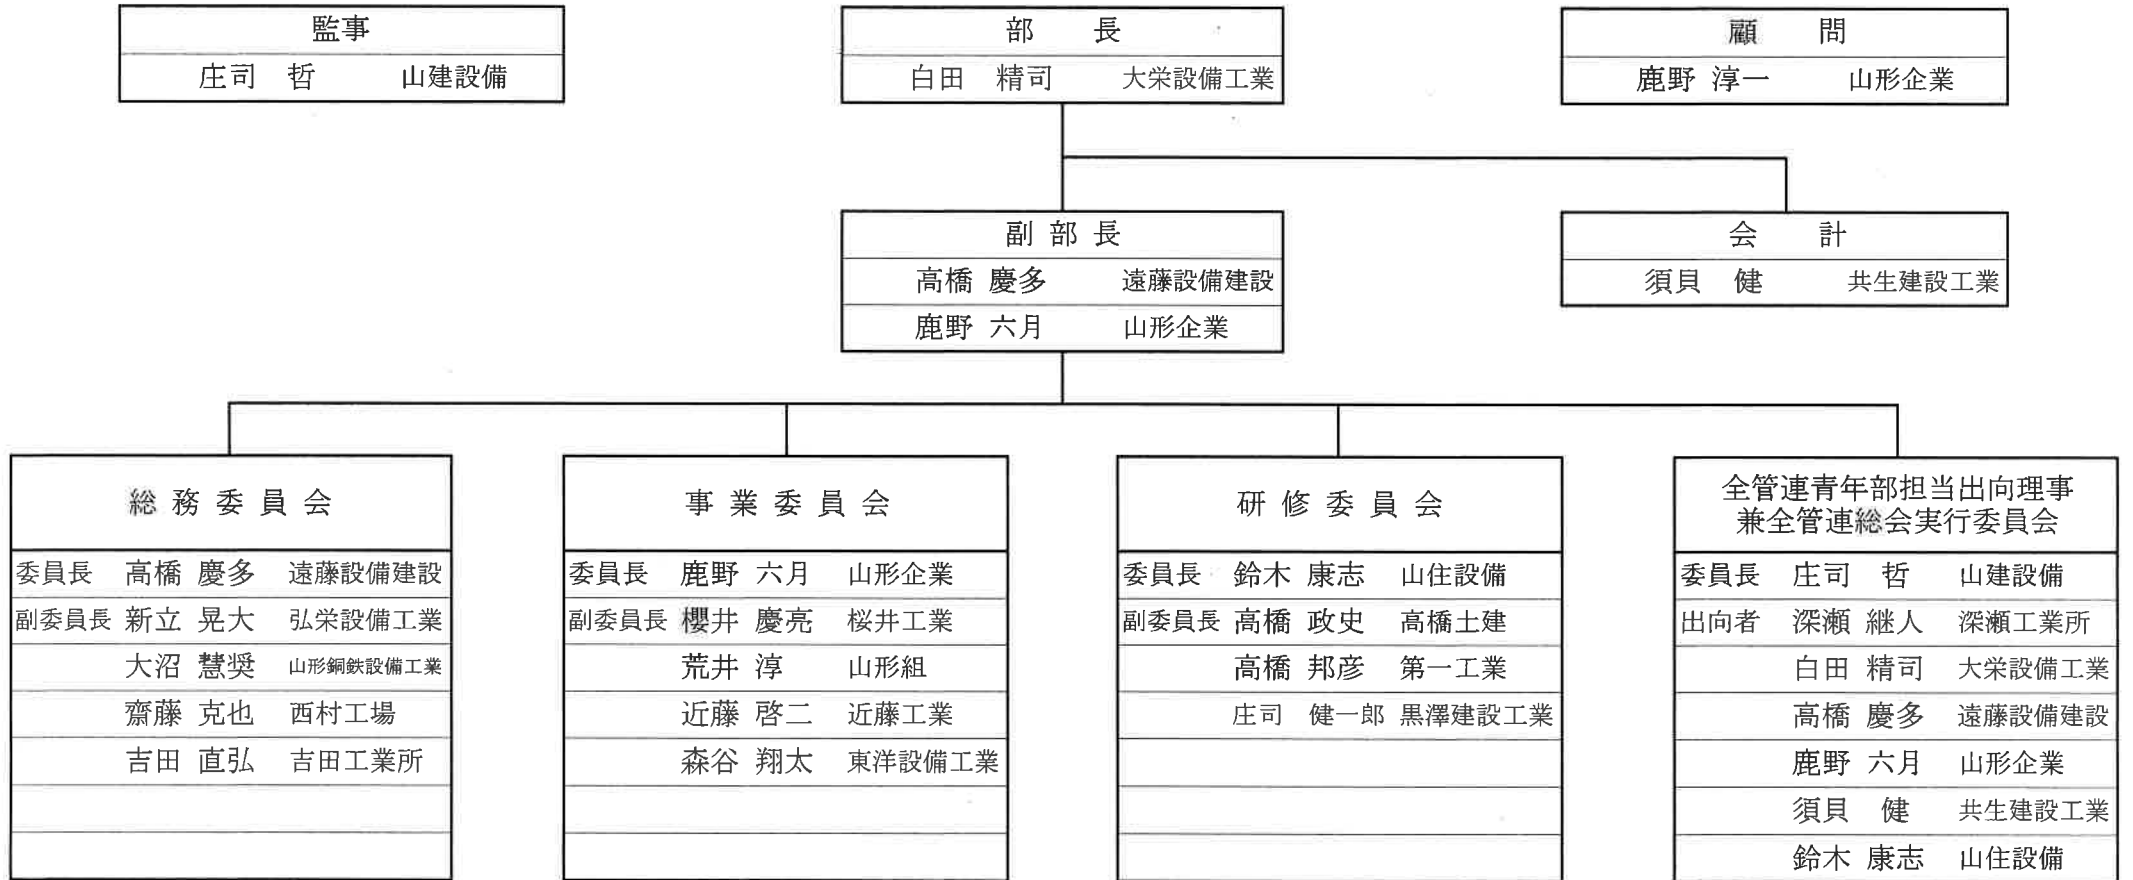 監事
庄司 哲 山建設備
部 長
白田 精司 大栄設備工業
顧 問
鹿野 淳一 山形企業
副 部 長
高橋 慶多 遠藤設備建設
鹿野 六月 山形企業
会 計
須貝 健 共生建設工業
総 務 委 員 会
委員長 高橋 慶多 遠藤設備建設
副委員長 新立 晃大 弘栄設備工業
大沼 慧奨 山形銅鉄設備工業
齋藤 克也 西村工場
吉田 直弘 吉田工業所
事 業 委 員 会
委員長 鹿野 六月 山形企業
副委員長 櫻井 慶亮 桜井工業
荒井 淳 山形組
近藤 啓二 近藤工業
森谷 翔太 東洋設備工業
研 修 委 員 会
委員長 鈴木 康志 山住設備
副委員長 高橋 政史 高橋土建
高橋 邦彦 第一工業
庄司 健一郎 黒澤建設工業
全管連青年部担当出向理事
兼全管連総会実行委員会
委員長 庄司 哲 山建設備
出向者 深瀬 継人 深瀬工業所
白田 精司 大栄設備工業
高橋 慶多 遠藤設備建設
鹿野 六月 山形企業
須貝 健 共生建設工業
鈴木 康志 山住設備